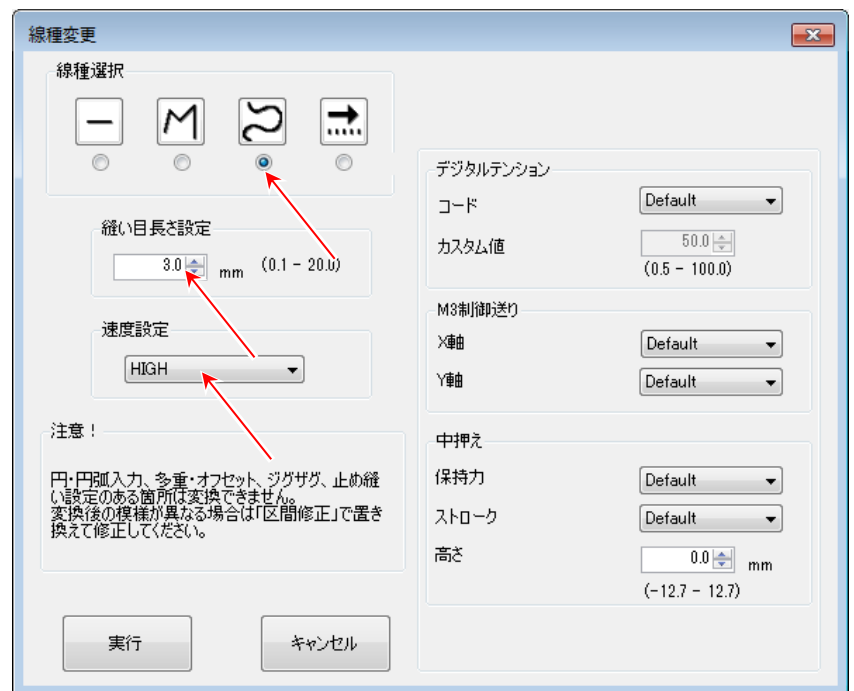 線種変更
線種選択
縫い目長さ設定
3.0 mm (0.1 - 20.0)
速度設定
HIGH
注意！
円・円弧入力、多重・オフセット、ジグザグ、止め縫
い設定のある箇所は変換できません。
変換後の模様が異なる場合は「区間修正」で置き
換えて修正してください。
実行
キャンセル
デジタルテンション
コード Default
カスタム値 50.0
(0.5 - 100.0)
M3制御送り
X軸 Default
Y軸 Default
中押え
保持力 Default
ストローク Default
高さ 0.0 mm
(-12.7 - 12.7)